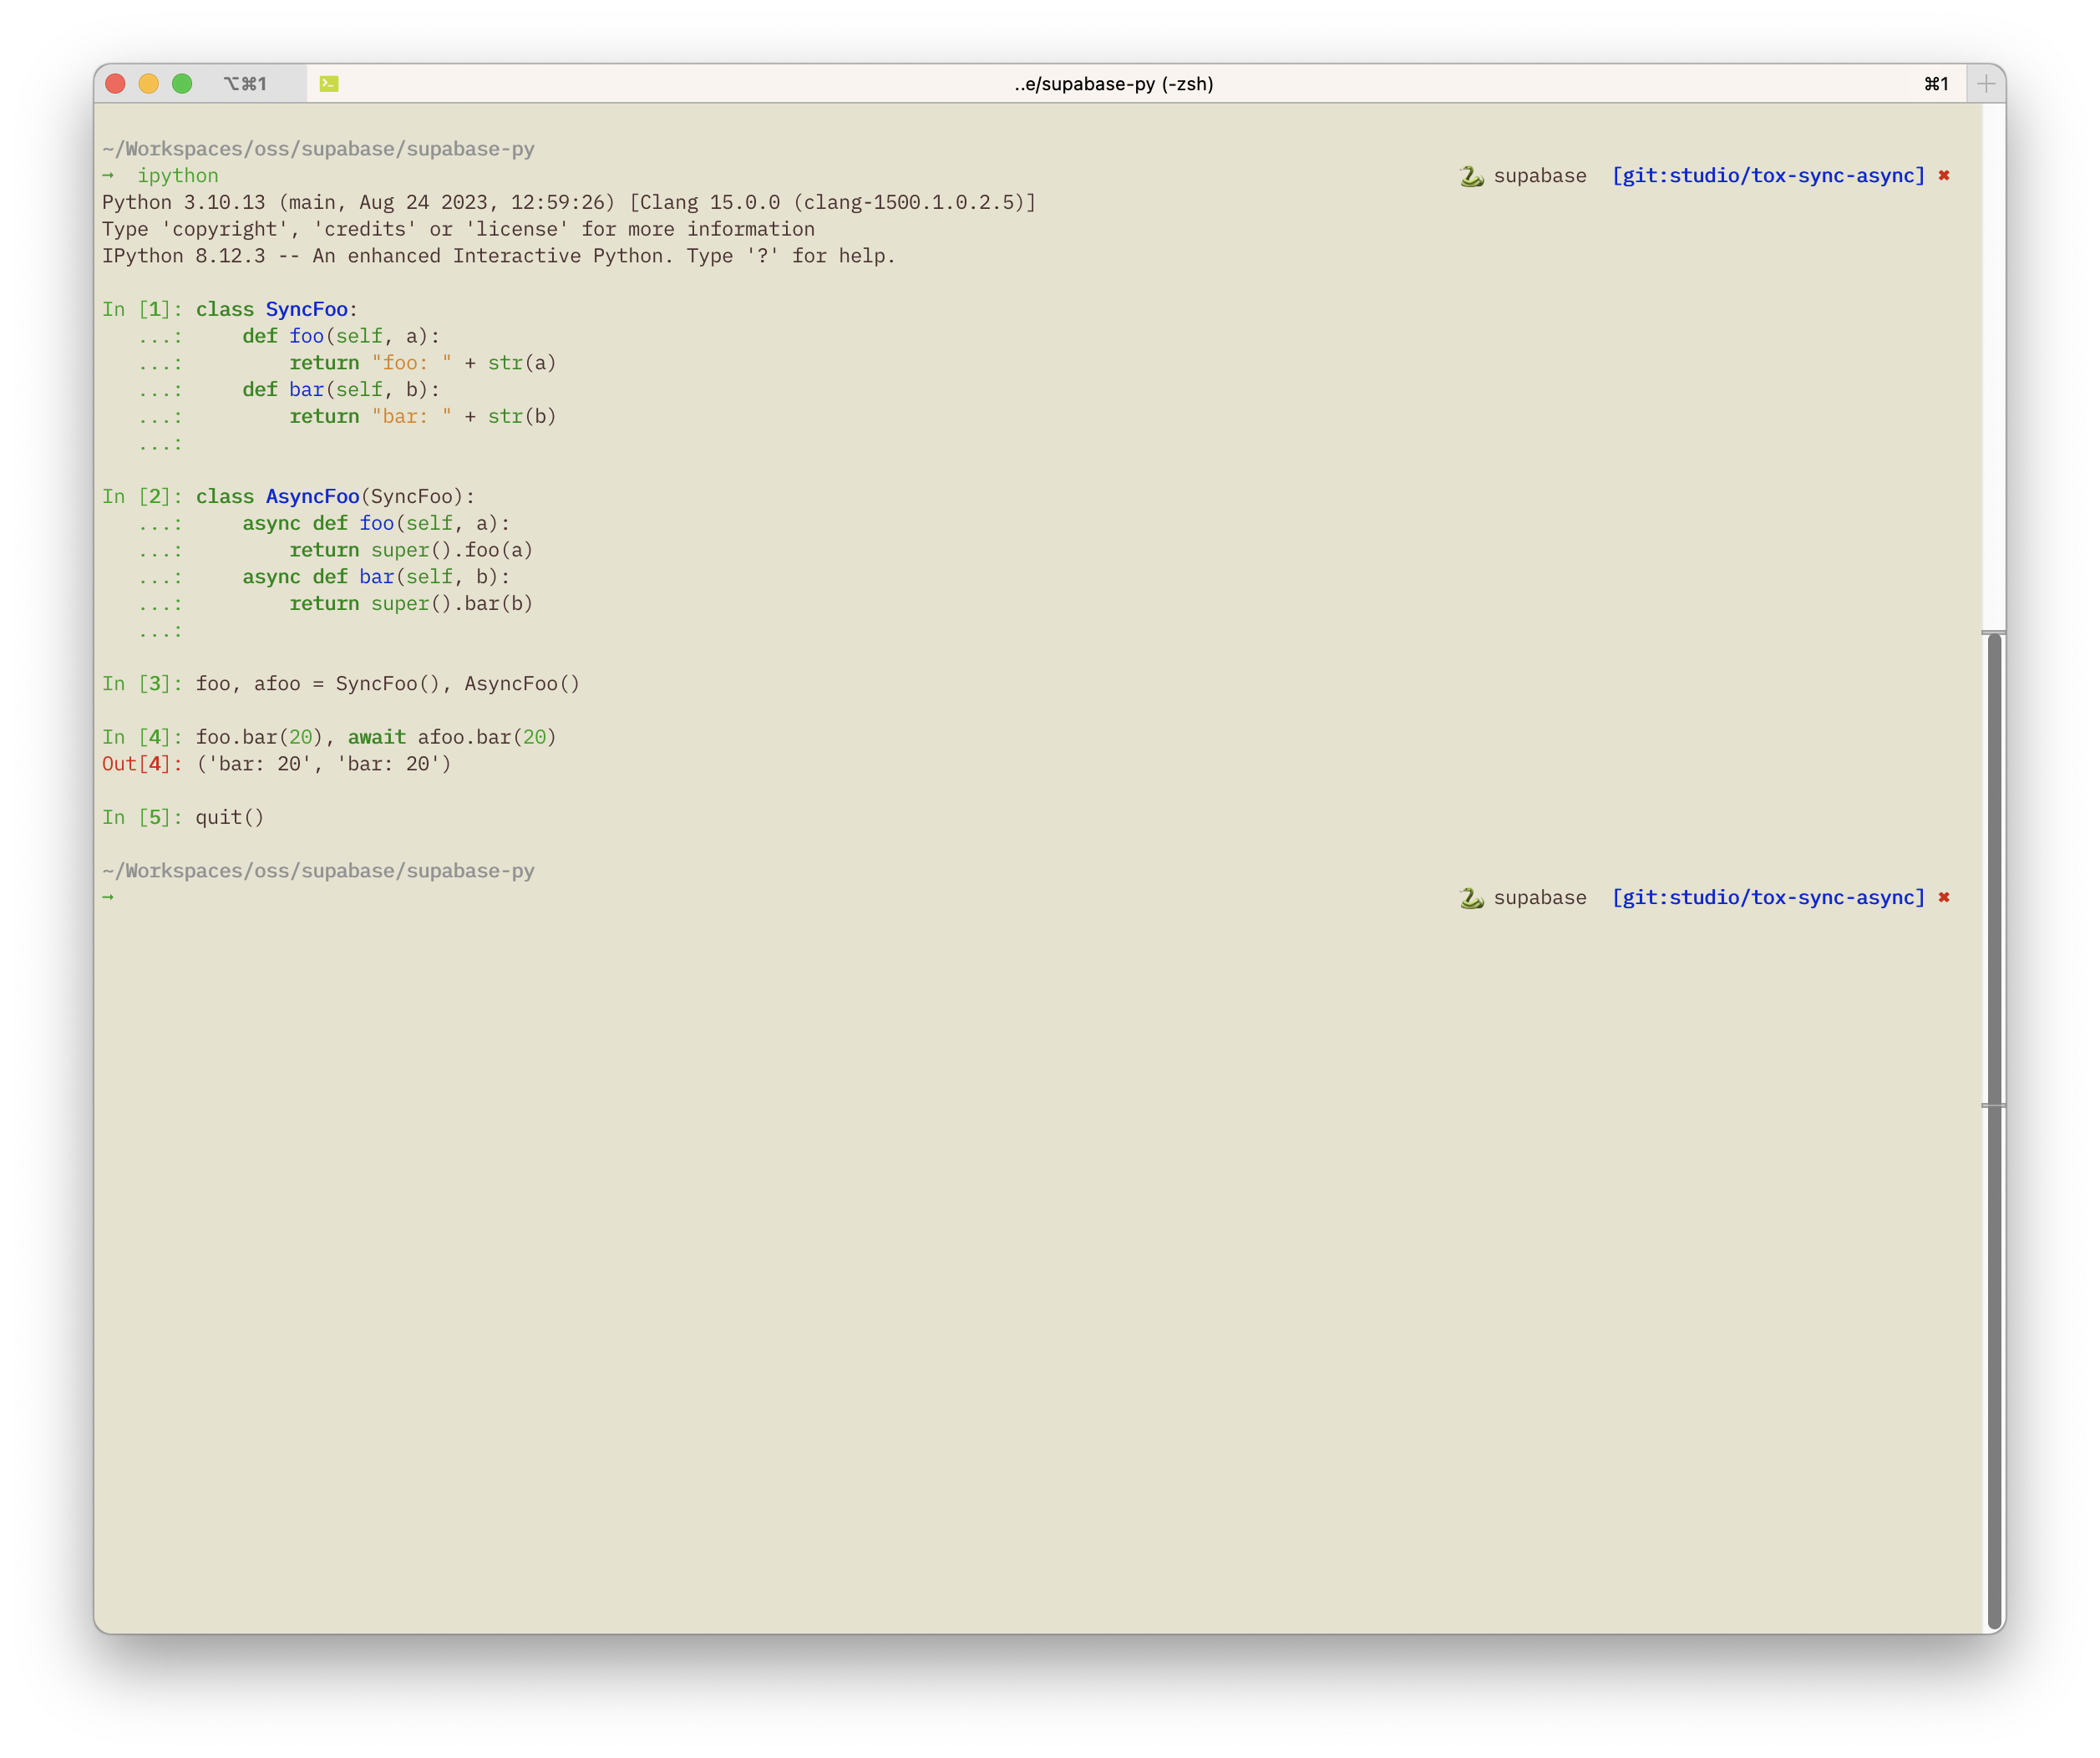 ⌥⌘1 ..e/supabase-py (-zsh) ⌘1
~/Workspaces/oss/supabase/supabase-py
→  ipython 🐍 supabase  [git:studio/tox-sync-async] ✖
Python 3.10.13 (main, Aug 24 2023, 12:59:26) [Clang 15.0.0 (clang-1500.1.0.2.5)]
Type 'copyright', 'credits' or 'license' for more information
IPython 8.12.3 -- An enhanced Interactive Python. Type '?' for help.
In [1]: class SyncFoo:
   ...:     def foo(self, a):
   ...:         return "foo: " + str(a)
   ...:     def bar(self, b):
   ...:         return "bar: " + str(b)
   ...:
In [2]: class AsyncFoo(SyncFoo):
   ...:     async def foo(self, a):
   ...:         return super().foo(a)
   ...:     async def bar(self, b):
   ...:         return super().bar(b)
   ...:
In [3]: foo, afoo = SyncFoo(), AsyncFoo()
In [4]: foo.bar(20), await afoo.bar(20)
Out[4]: ('bar: 20', 'bar: 20')
In [5]: quit()
~/Workspaces/oss/supabase/supabase-py
→ 🐍 supabase  [git:studio/tox-sync-async] ✖